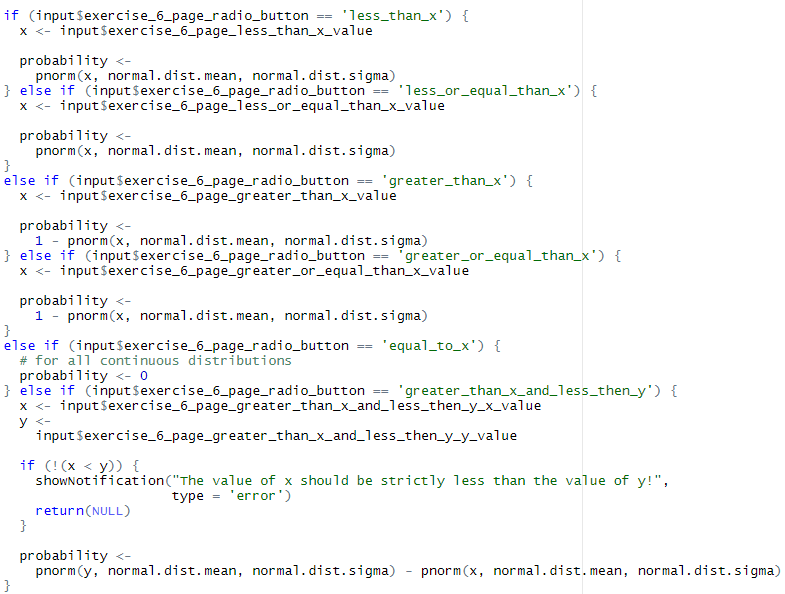 if (input$exercise_6_page_radio_button == 'less_than_x') {
  x <- input$exercise_6_page_less_than_x_value

  probability <-
    pnorm(x, normal.dist.mean, normal.dist.sigma)
} else if (input$exercise_6_page_radio_button == 'less_or_equal_than_x') {
  x <- input$exercise_6_page_less_or_equal_than_x_value

  probability <-
    pnorm(x, normal.dist.mean, normal.dist.sigma)
}
else if (input$exercise_6_page_radio_button == 'greater_than_x') {
  x <- input$exercise_6_page_greater_than_x_value

  probability <-
    1 - pnorm(x, normal.dist.mean, normal.dist.sigma)
} else if (input$exercise_6_page_radio_button == 'greater_or_equal_than_x') {
  x <- input$exercise_6_page_greater_or_equal_than_x_value

  probability <-
    1 - pnorm(x, normal.dist.mean, normal.dist.sigma)
}
else if (input$exercise_6_page_radio_button == 'equal_to_x') {
  # for all continuous distributions
  probability <- 0
} else if (input$exercise_6_page_radio_button == 'greater_than_x_and_less_then_y') {
  x <- input$exercise_6_page_greater_than_x_and_less_then_y_x_value
  y <-
    input$exercise_6_page_greater_than_x_and_less_then_y_y_value

  if (!(x < y)) {
    showNotification("The value of x should be strictly less than the value of y!",
                     type = 'error')
    return(NULL)
  }

  probability <-
    pnorm(y, normal.dist.mean, normal.dist.sigma) - pnorm(x, normal.dist.mean, normal.dist.sigma)
}